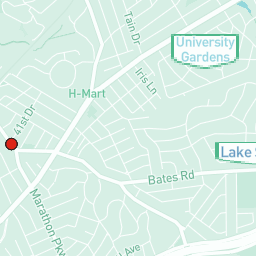 Tain Dr
University
Gardens
Iris Ln
H-Mart
41st Dr
Lake
Bates Rd
Marathon Pkwy
Ave